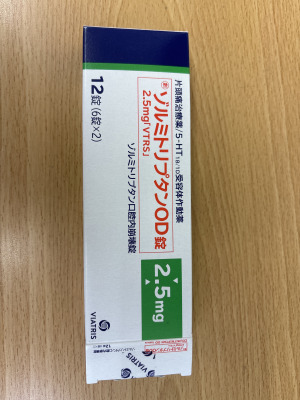 片頭痛治療薬/5-HT1B/1D受容体作動薬
ゾルミトリプタンOD錠
2.5mg「VTRS」
ゾルミトリプタン口腔内崩壊錠
12錠(6錠×2)
2.5mg
VIATRIS
VIATRIS